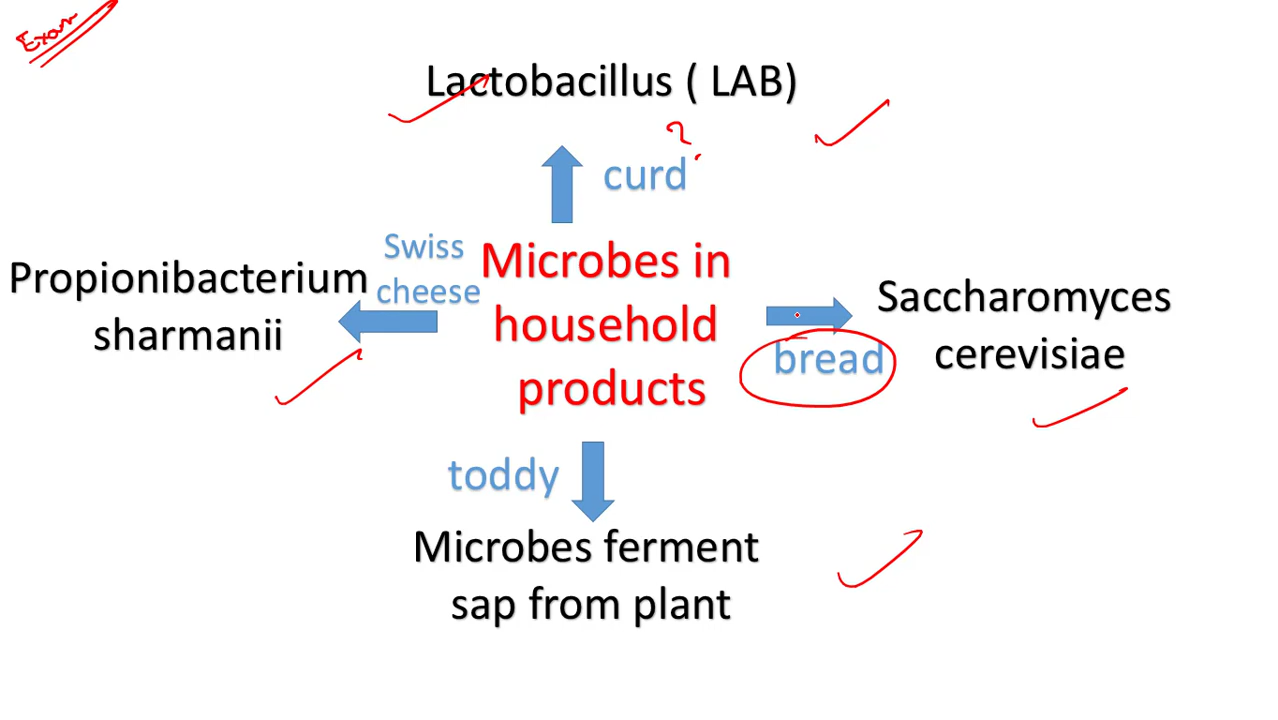 Exam
Lactobacillus ( LAB)
?
curd
Swiss
cheese
Propionibacterium
sharmanii
Microbes in
household
products
bread
Saccharomyces
cerevisiae
toddy
Microbes ferment
sap from plant